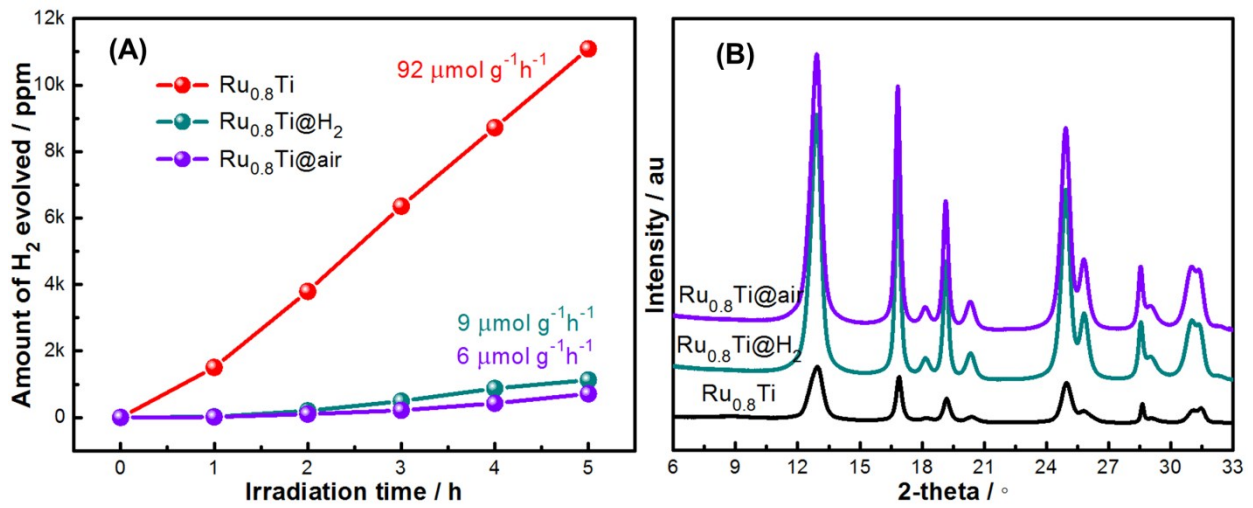 (A)
Amount of H2 evolved / ppm
12k
10k
8k
6k
4k
2k
0
Ru0.8Ti
Ru0.8Ti@H2
Ru0.8Ti@air
92 μmol g-1h-1
9 μmol g-1h-1
6 μmol g-1h-1
0 1 2 3 4 5
Irradiation time / h
(B)
Intensity / au
Ru0.8Ti@air
Ru0.8Ti@H2
Ru0.8Ti
6 9 12 15 18 21 24 27 30 33
2-theta / °